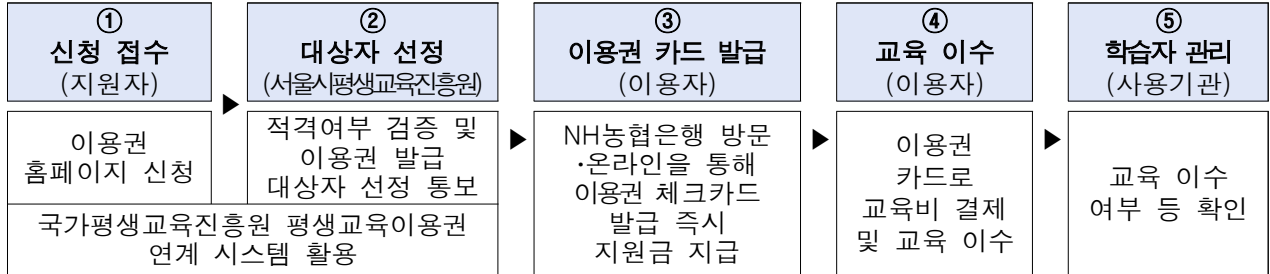 ①
신청 접수
(지원자)
▶
②
대상자 선정
(서울시평생교육진흥원)
③
이용권 카드 발급
(이용자)
④
교육 이수
(이용자)
⑤
학습자 관리
(사용기관)
이용권
홈페이지 신청
적격여부 검증 및
이용권 발급
대상자 선정 통보
국가평생교육진흥원 평생교육이용권
연계 시스템 활용
▶
NH농협은행 방문
·온라인을 통해
이용권 체크카드
발급 즉시
지원금 지급
▶
이용권
카드로
교육비 결제
및 교육 이수
▶
교육 이수
여부 등 확인